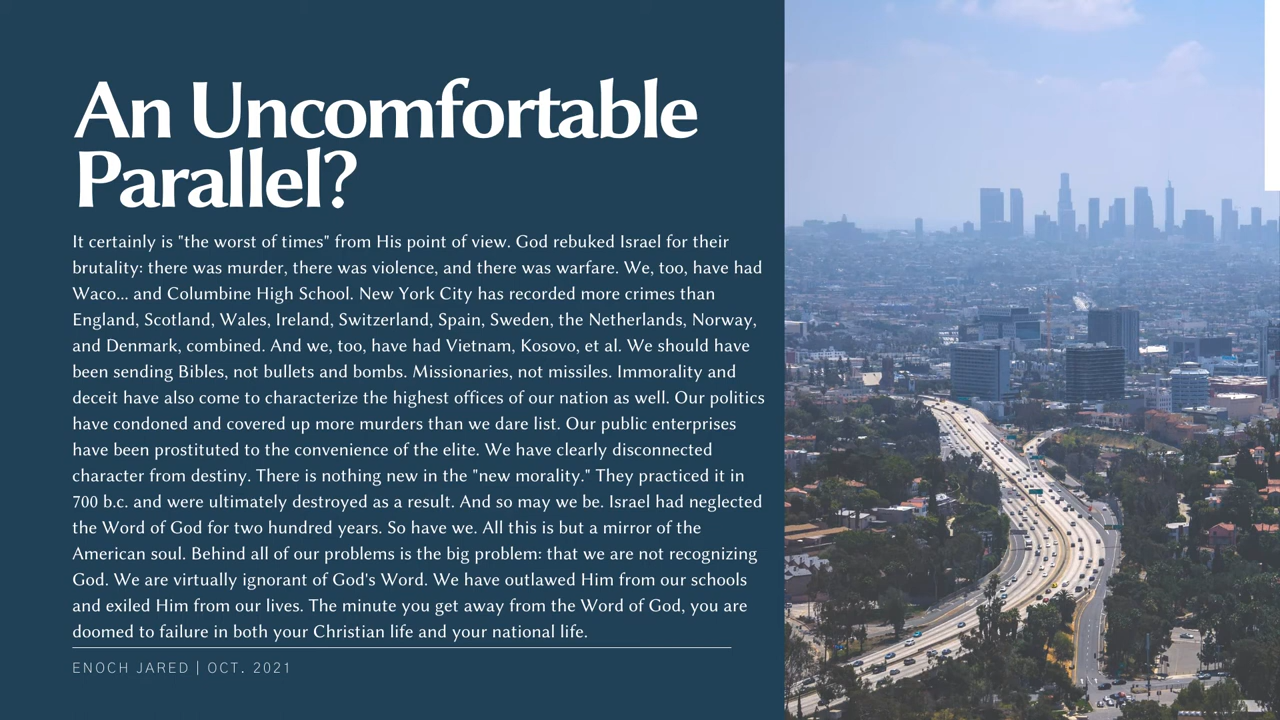 An Uncomfortable
Parallel?
It certainly is "the worst of times" from His point of view. God rebuked Israel for their
brutality: there was murder, there was violence, and there was warfare. We, too, have had
Waco... and Columbine High School. New York City has recorded more crimes than
England, Scotland, Wales, Ireland, Switzerland, Spain, Sweden, the Netherlands, Norway,
and Denmark, combined. And we, too, have had Vietnam, Kosovo, et al. We should have
been sending Bibles, not bullets and bombs. Missionaries, not missiles. Immorality and
deceit have also come to characterize the highest offices of our nation as well. Our politics
have condoned and covered up more murders than we dare list. Our public enterprises
have been prostituted to the convenience of the elite. We have clearly disconnected
character from destiny. There is nothing new in the "new morality." They practiced it in
700 b.c. and were ultimately destroyed as a result. And so may we be. Israel had neglected
the Word of God for two hundred years. So have we. All this is but a mirror of the
American soul. Behind all of our problems is the big problem: that we are not recognizing
God. We are virtually ignorant of God's Word. We have outlawed Him from our schools
and exiled Him from our lives. The minute you get away from the Word of God, you are
doomed to failure in both your Christian life and your national life.
ENOCH JARED | OCT. 2021